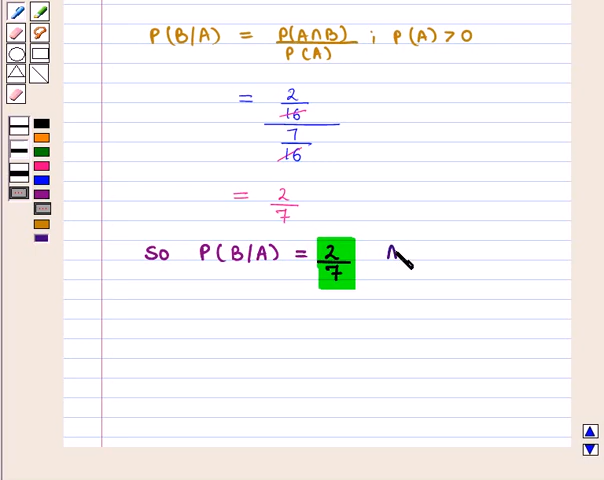 P(B/A) = P(A∩B)/P(A) ; P(A) > 0
= (2/16)/(7/16)
= 2/7
So P(B/A) = 2/7